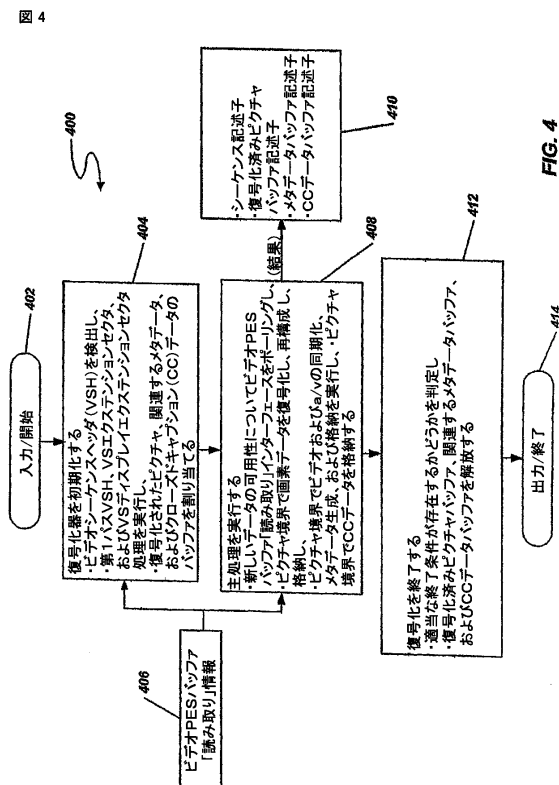 図 4
400
402
入力/開始
404
復号化器を初期化する
・ビデオシーケンスヘッダ(VSH)を検出し、
・第1パスVSH、VSエクステンションセクタ、
およびVSディスプレイエクステンションセクタ
処理を実行し、
・復号化されたピクチャ、関連するメタデータ、
およびクローズドキャプション(CC)データの
バッファを割り当てる
406
ビデオPESバッファ
「読み取り」情報
408
主処理を実行する
・新しいデータの可用性についてビデオPES
バッファ「読み取り」インターフェースをポーリングし、
・ピクチャ境界で画素データを復号化し、再構成し、
格納し、
・ピクチャ境界でビデオおよびa/vの同期化、
メタデータ生成、および格納を実行し、・ピクチャ
境界でCCデータを格納する
(結果)
410
・シーケンス記述子
・復号化済みピクチャ
バッファ記述子
・メタデータバッファ記述子
・CCデータバッファ記述子
412
復号化を終了する
・適当な終了条件が存在するかどうかを判定し
・復号化済みピクチャバッファ、関連するメタデータバッファ、
およびCCデータバッファを解放する
414
出力/終了
FIG. 4